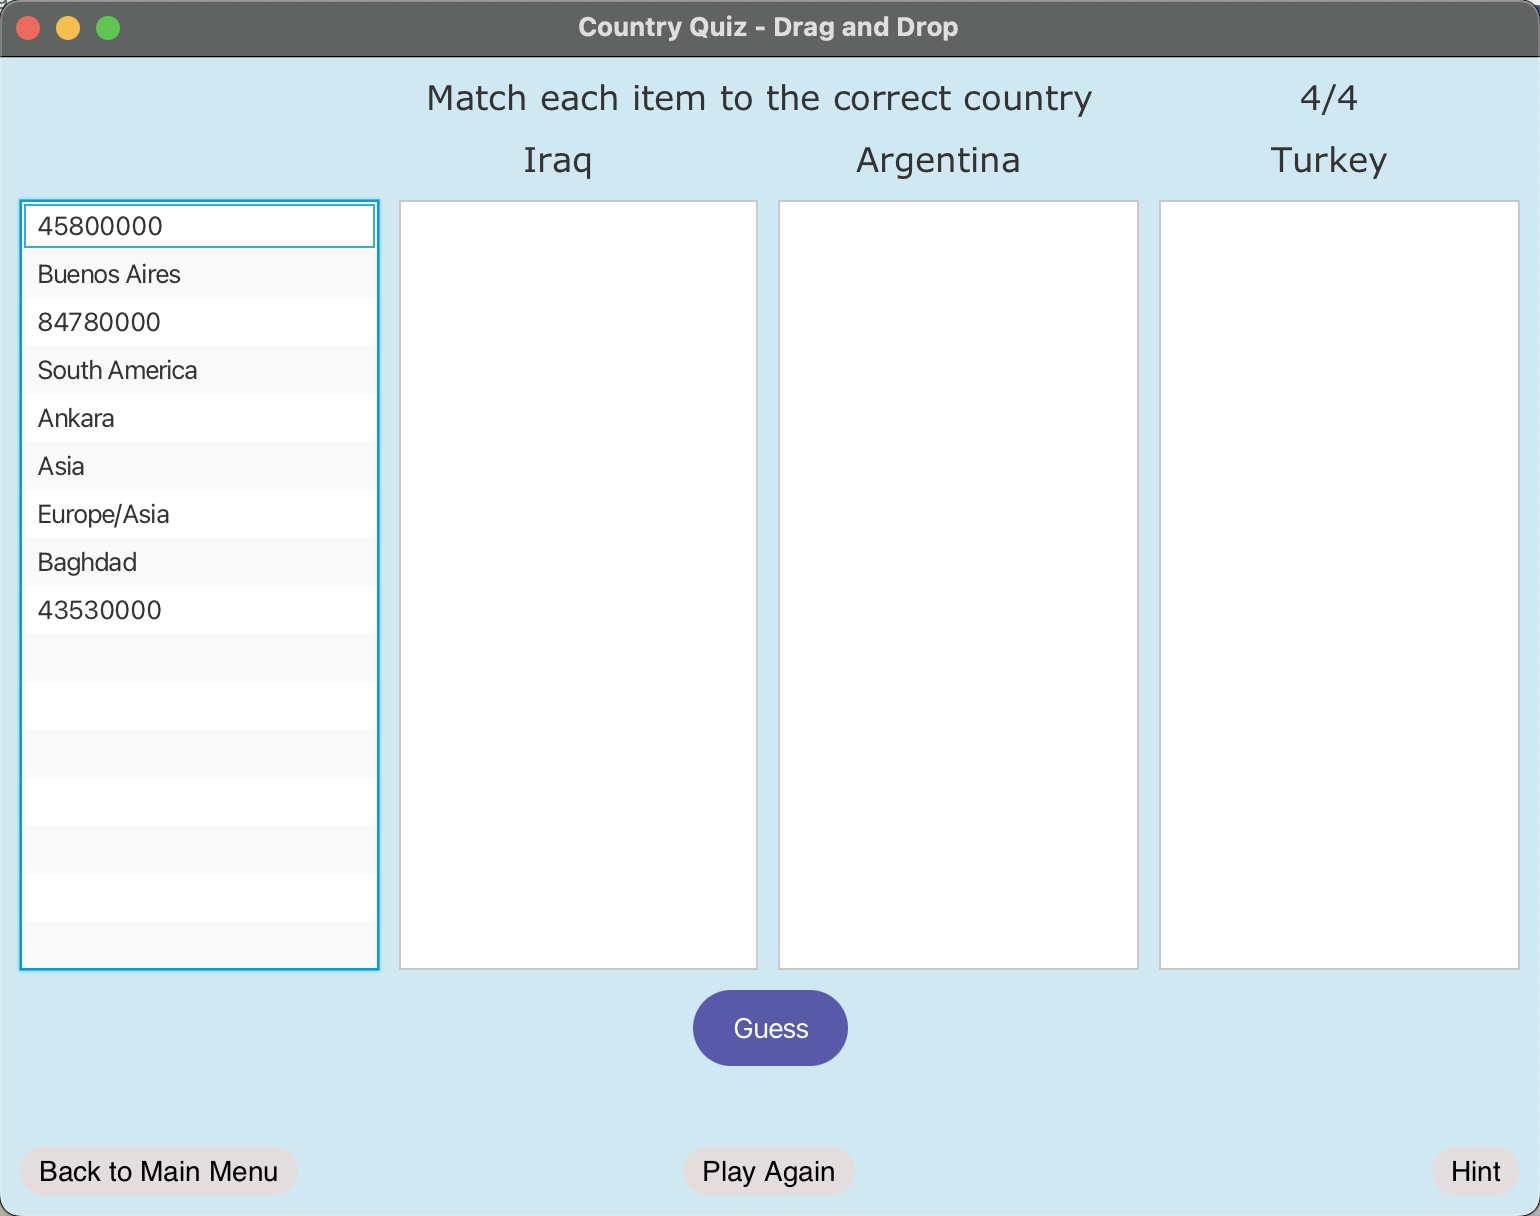 Country Quiz - Drag and Drop
Match each item to the correct country
4/4
Iraq
Argentina
Turkey
45800000
Buenos Aires
84780000
South America
Ankara
Asia
Europe/Asia
Baghdad
43530000
Guess
Back to Main Menu
Play Again
Hint